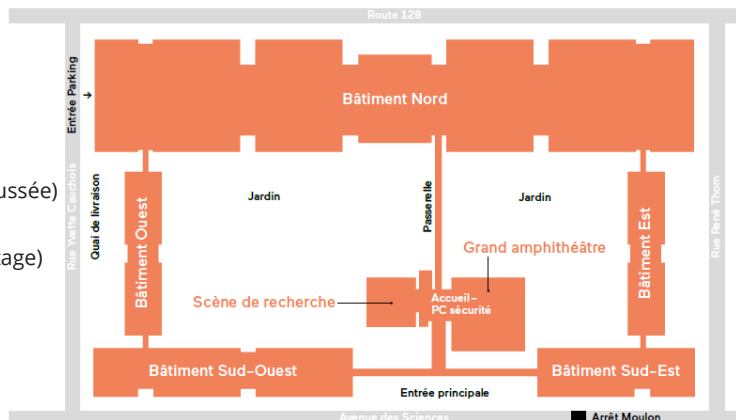 Route 128
Entrée Parking
→
Bâtiment Nord
ussée)
Rue Yvette Cauchois
Quai de livraison
Bâtiment Ouest
Jardin
Passerelle
Jardin
Bâtiment Est
Rue René Thom
age)
Grand amphithéâtre
Scène de recherche
Accueil –
PC sécurité
Bâtiment Sud-Ouest
Bâtiment Sud-Est
Entrée principale
Avenue des Sciences
Arrêt Moulon